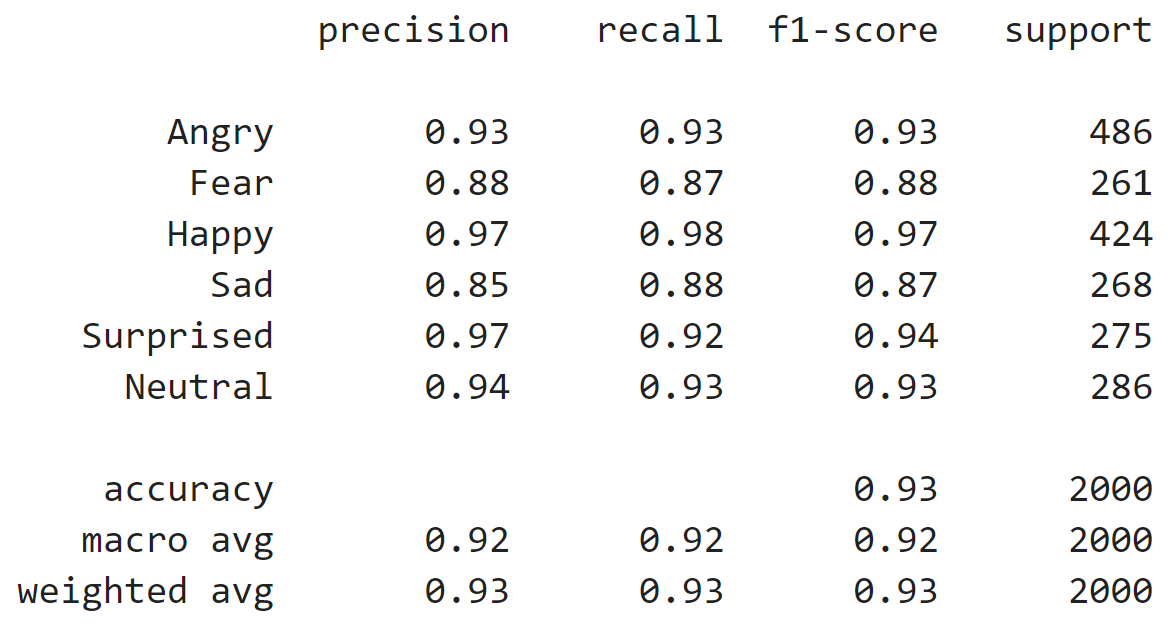 precision recall f1-score support
Angry 0.93 0.93 0.93 486
Fear 0.88 0.87 0.88 261
Happy 0.97 0.98 0.97 424
Sad 0.85 0.88 0.87 268
Surprised 0.97 0.92 0.94 275
Neutral 0.94 0.93 0.93 286
accuracy 0.93 2000
macro avg 0.92 0.92 0.92 2000
weighted avg 0.93 0.93 0.93 2000